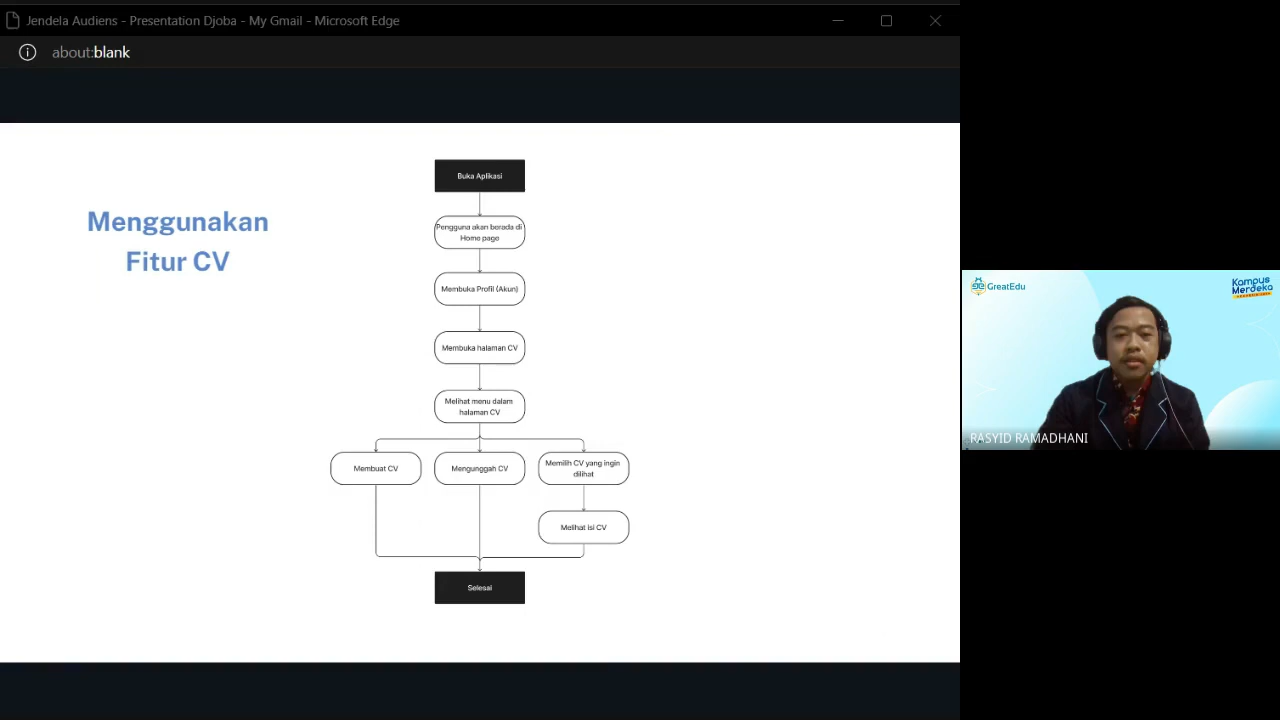 Jendela Audiens - Presentation Djoba - My Gmail - Microsoft Edge
about:blank
Menggunakan
Fitur CV
Buka Aplikasi
Pengguna akan berada di
Home page
Membuka Profil (Akun)
Membuka halaman CV
Melihat menu dalam
halaman CV
Membuat CV
Mengunggah CV
Memilih CV yang ingin
dilihat
Melihat isi CV
Selesai
GreatEdu
Kampus
Merdeka
RASYID RAMADHANI